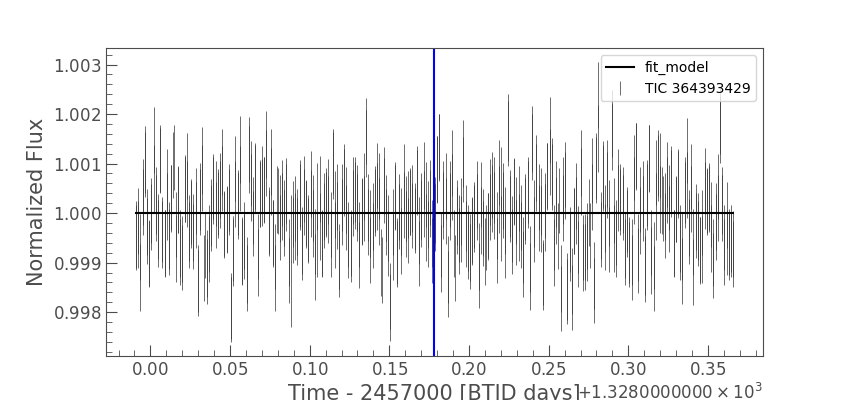 1.003
1.002
1.001
1.000
0.999
0.998
Normalized Flux
fit_model
TIC 364393429
0.00 0.05 0.10 0.15 0.20 0.25 0.30 0.35
Time - 2457000 [BTJD days]
+1.3280000000 × 10³